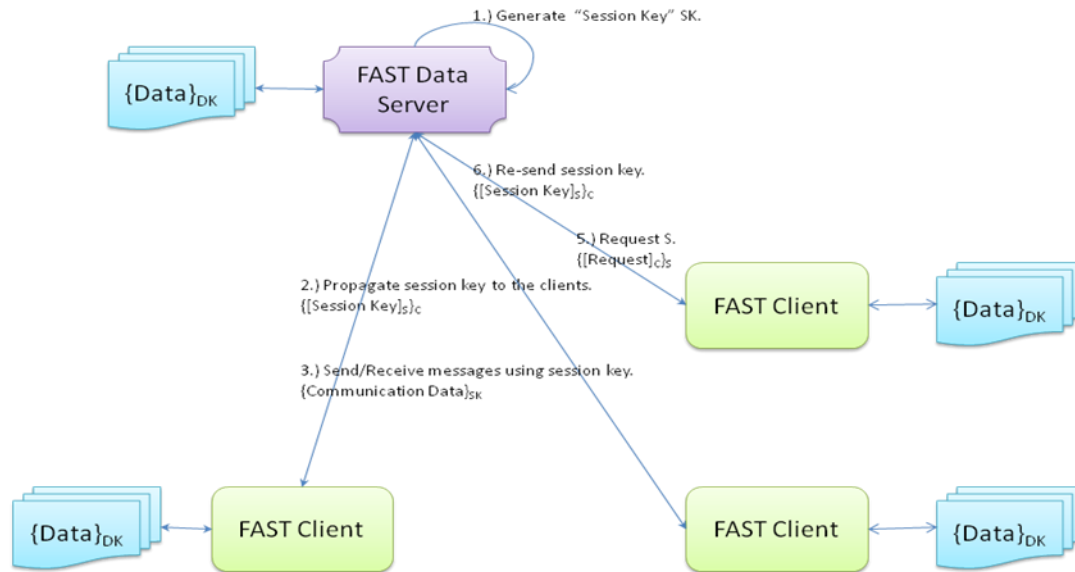 1.) Generate “Session Key” SK.
FAST Data
Server
{Data}DK
6.) Re-send session key.
{[Session Key]S}C
5.) Request S.
{[Request]C}S
2.) Propagate session key to the clients.
{[Session Key]S}C
FAST Client
{Data}DK
3.) Send/Receive messages using session key.
{Communication Data}SK
{Data}DK
FAST Client
FAST Client
{Data}DK